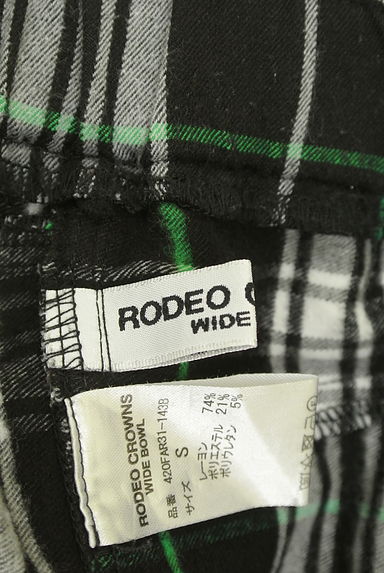 RODEO
WIDE
RODEO CROWNS
WIDE BOWL
品番 420FAR31-143B
サイズ S
レーヨン 74%
ポリエステル 21%
ポリウレタン 5%